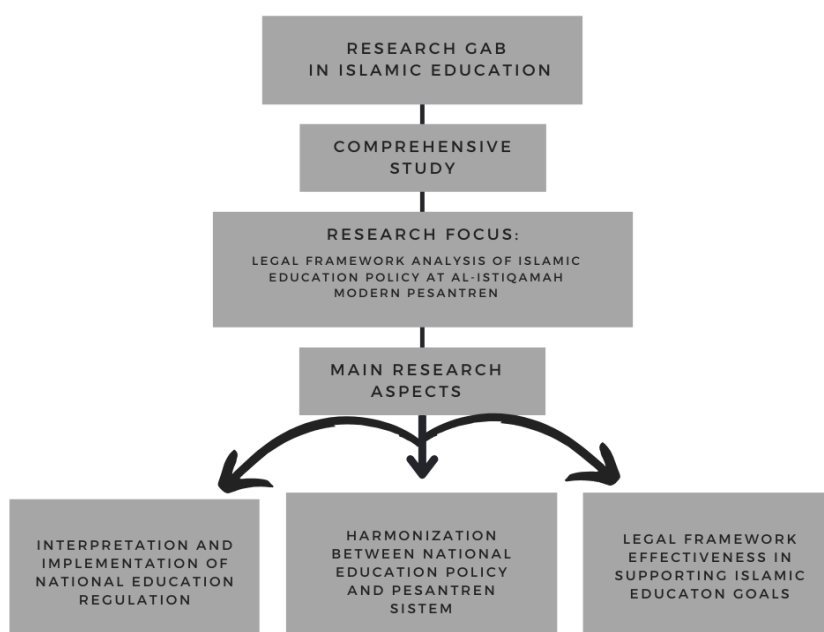 RESEARCH GAB
IN ISLAMIC EDUCATION
COMPREHENSIVE
STUDY
RESEARCH FOCUS:
LEGAL FRAMEWORK ANALYSIS OF ISLAMIC
EDUCATION POLICY AT AL-ISTIQAMAH
MODERN PESANTREN
MAIN RESEARCH
ASPECTS
INTERPRETATION AND
IMPLEMENTATION OF
NATIONAL EDUCATION
REGULATION
HARMONIZATION
BETWEEN NATIONAL
EDUCATION POLICY
AND PESANTREN
SISTEM
LEGAL FRAMEWORK
EFFECTIVENESS IN
SUPPORTING ISLAMIC
EDUCATON GOALS